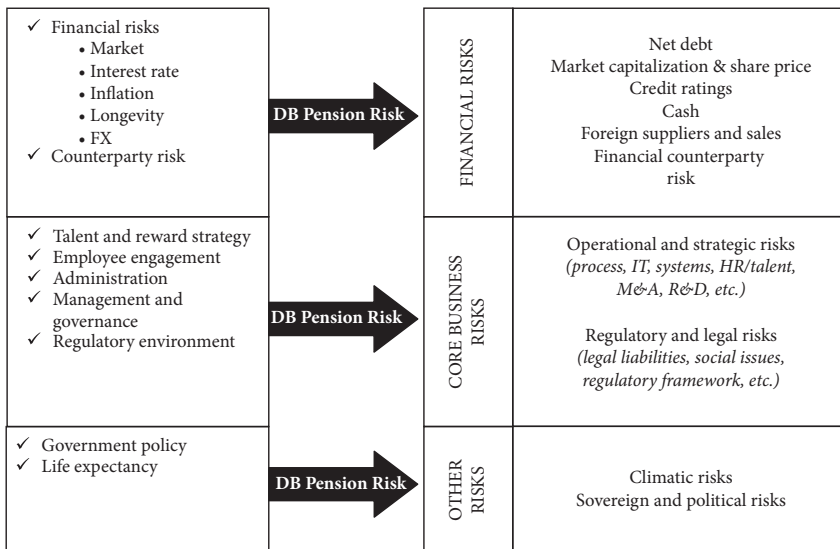 ✓ Financial risks
• Market
• Interest rate
• Inflation
• Longevity
• FX
✓ Counterparty risk
DB Pension Risk
FINANCIAL RISKS
Net debt
Market capitalization & share price
Credit ratings
Cash
Foreign suppliers and sales
Financial counterparty
risk
✓ Talent and reward strategy
✓ Employee engagement
✓ Administration
✓ Management and
governance
✓ Regulatory environment
DB Pension Risk
CORE BUSINESS
RISKS
Operational and strategic risks
(process, IT, systems, HR/talent,
M&A, R&D, etc.)
Regulatory and legal risks
(legal liabilities, social issues,
regulatory framework, etc.)
✓ Government policy
✓ Life expectancy
DB Pension Risk
OTHER
RISKS
Climatic risks
Sovereign and political risks